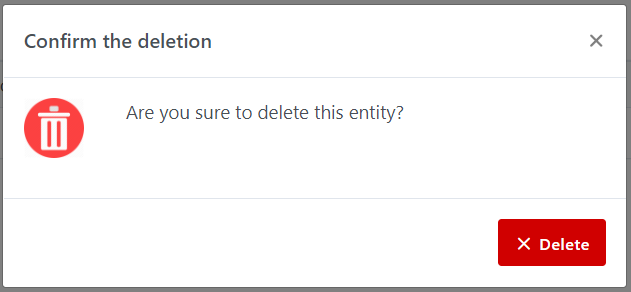 Confirm the deletion
Are you sure to delete this entity?
Delete